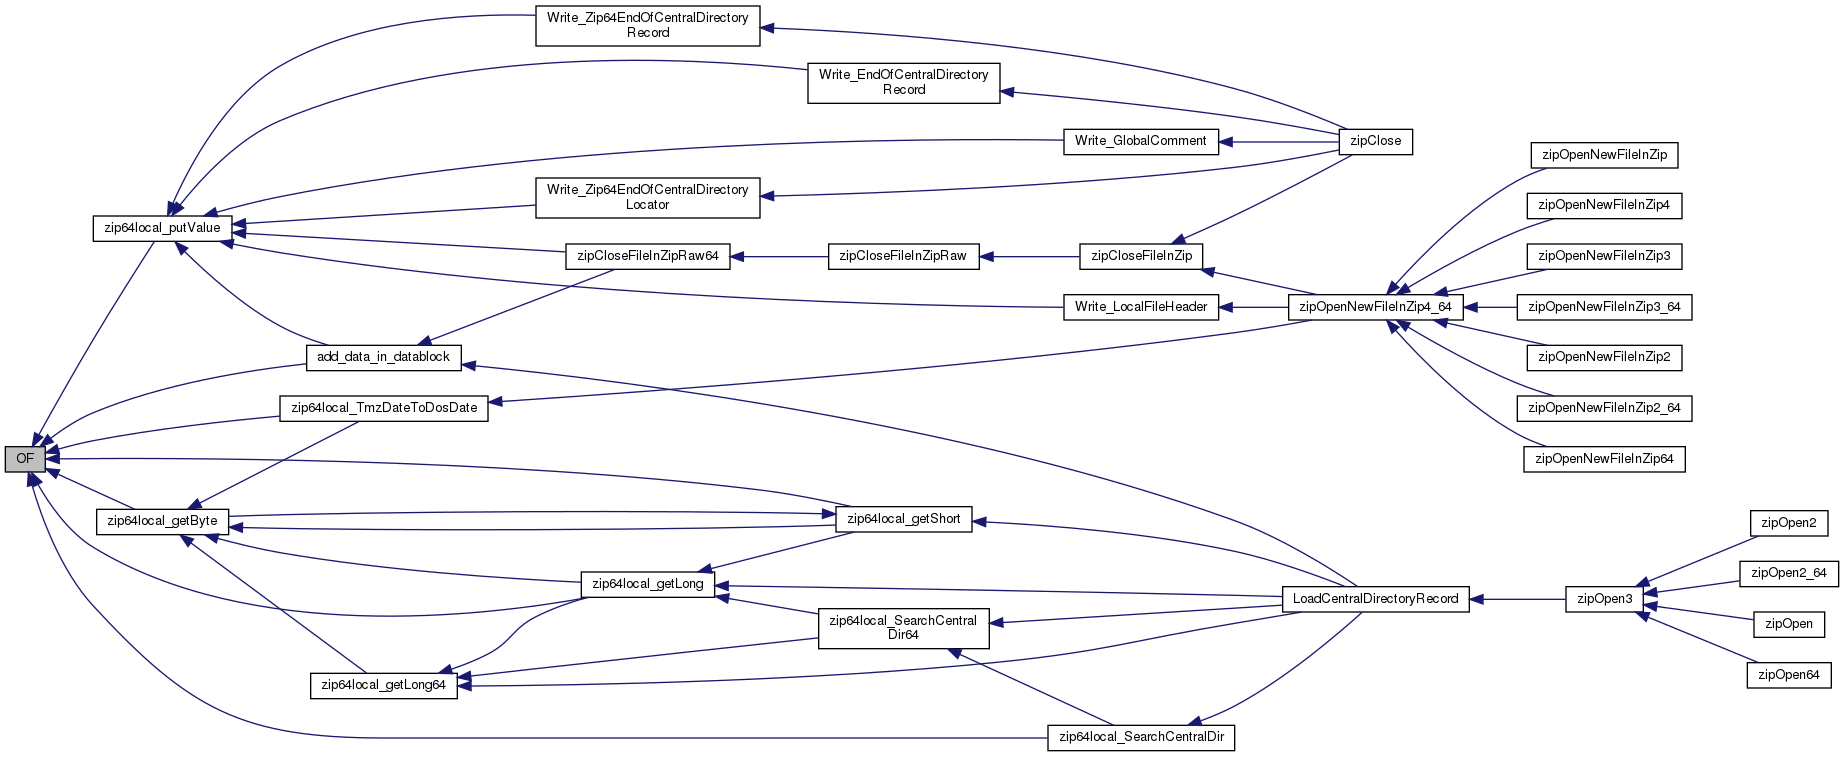 Write_Zip64EndOfCentralDirectory
Record
Write_EndOfCentralDirectory
Record
Write_GlobalComment
zipClose
zipOpenNewFileInZip
Write_Zip64EndOfCentralDirectory
Locator
zipOpenNewFileInZip4
zip64local_putValue
zipCloseFileInZipRaw64
zipCloseFileInZipRaw
zipCloseFileInZip
zipOpenNewFileInZip3
Write_LocalFileHeader
zipOpenNewFileInZip4_64
zipOpenNewFileInZip3_64
add_data_in_datablock
zipOpenNewFileInZip2
zip64local_TmzDateToDosDate
zipOpenNewFileInZip2_64
OF
zipOpenNewFileInZip64
zip64local_getByte
zip64local_getShort
zipOpen2
zip64local_getLong
zipOpen2_64
LoadCentralDirectoryRecord
zipOpen3
zip64local_SearchCentral
Dir64
zipOpen
zip64local_getLong64
zipOpen64
zip64local_SearchCentralDir